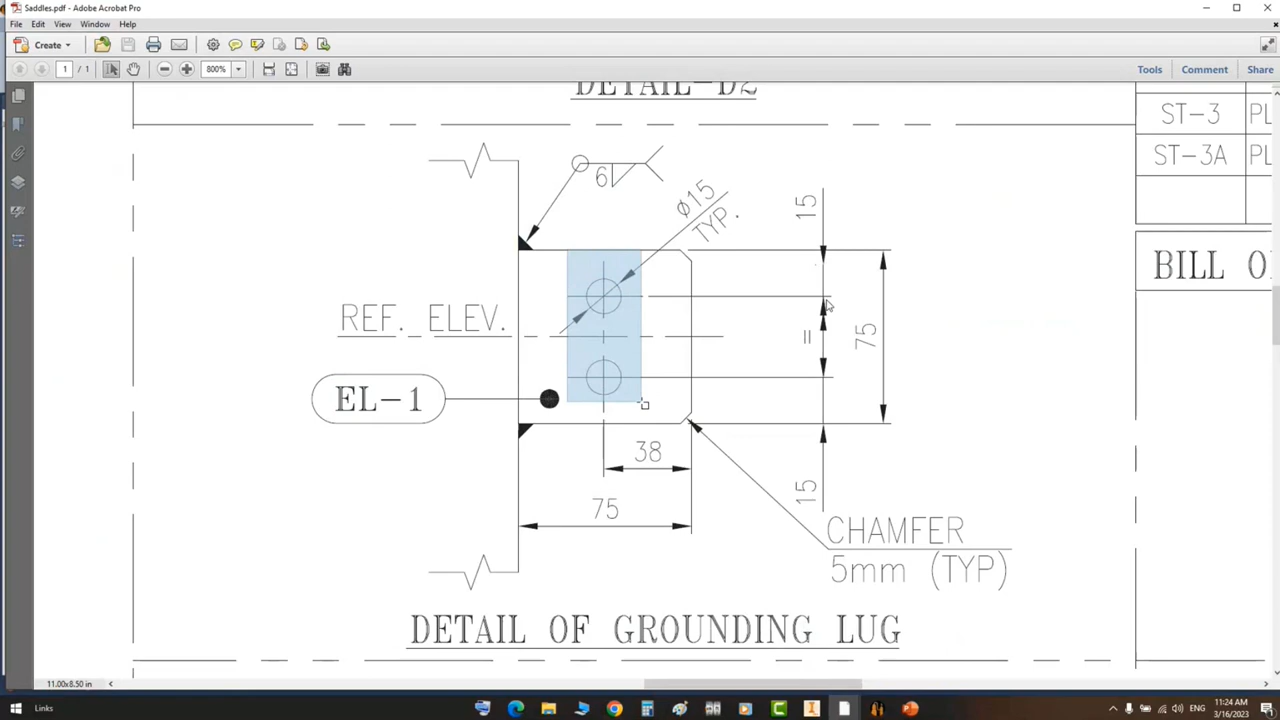 Saddles.pdf - Adobe Acrobat Pro
File Edit View Window Help
Create
1 / 1 800% Tools Comment Share
DETAIL-D2
ST-3 PL
ST-3A PL
6
ø15
TYP.
15
REF. ELEV.
=
75
BILL O
EL-1
38
15
75
CHAMFER
5mm (TYP)
DETAIL OF GROUNDING LUG
11.00x8.50 in
Links
11:24 AM
3/16/2023